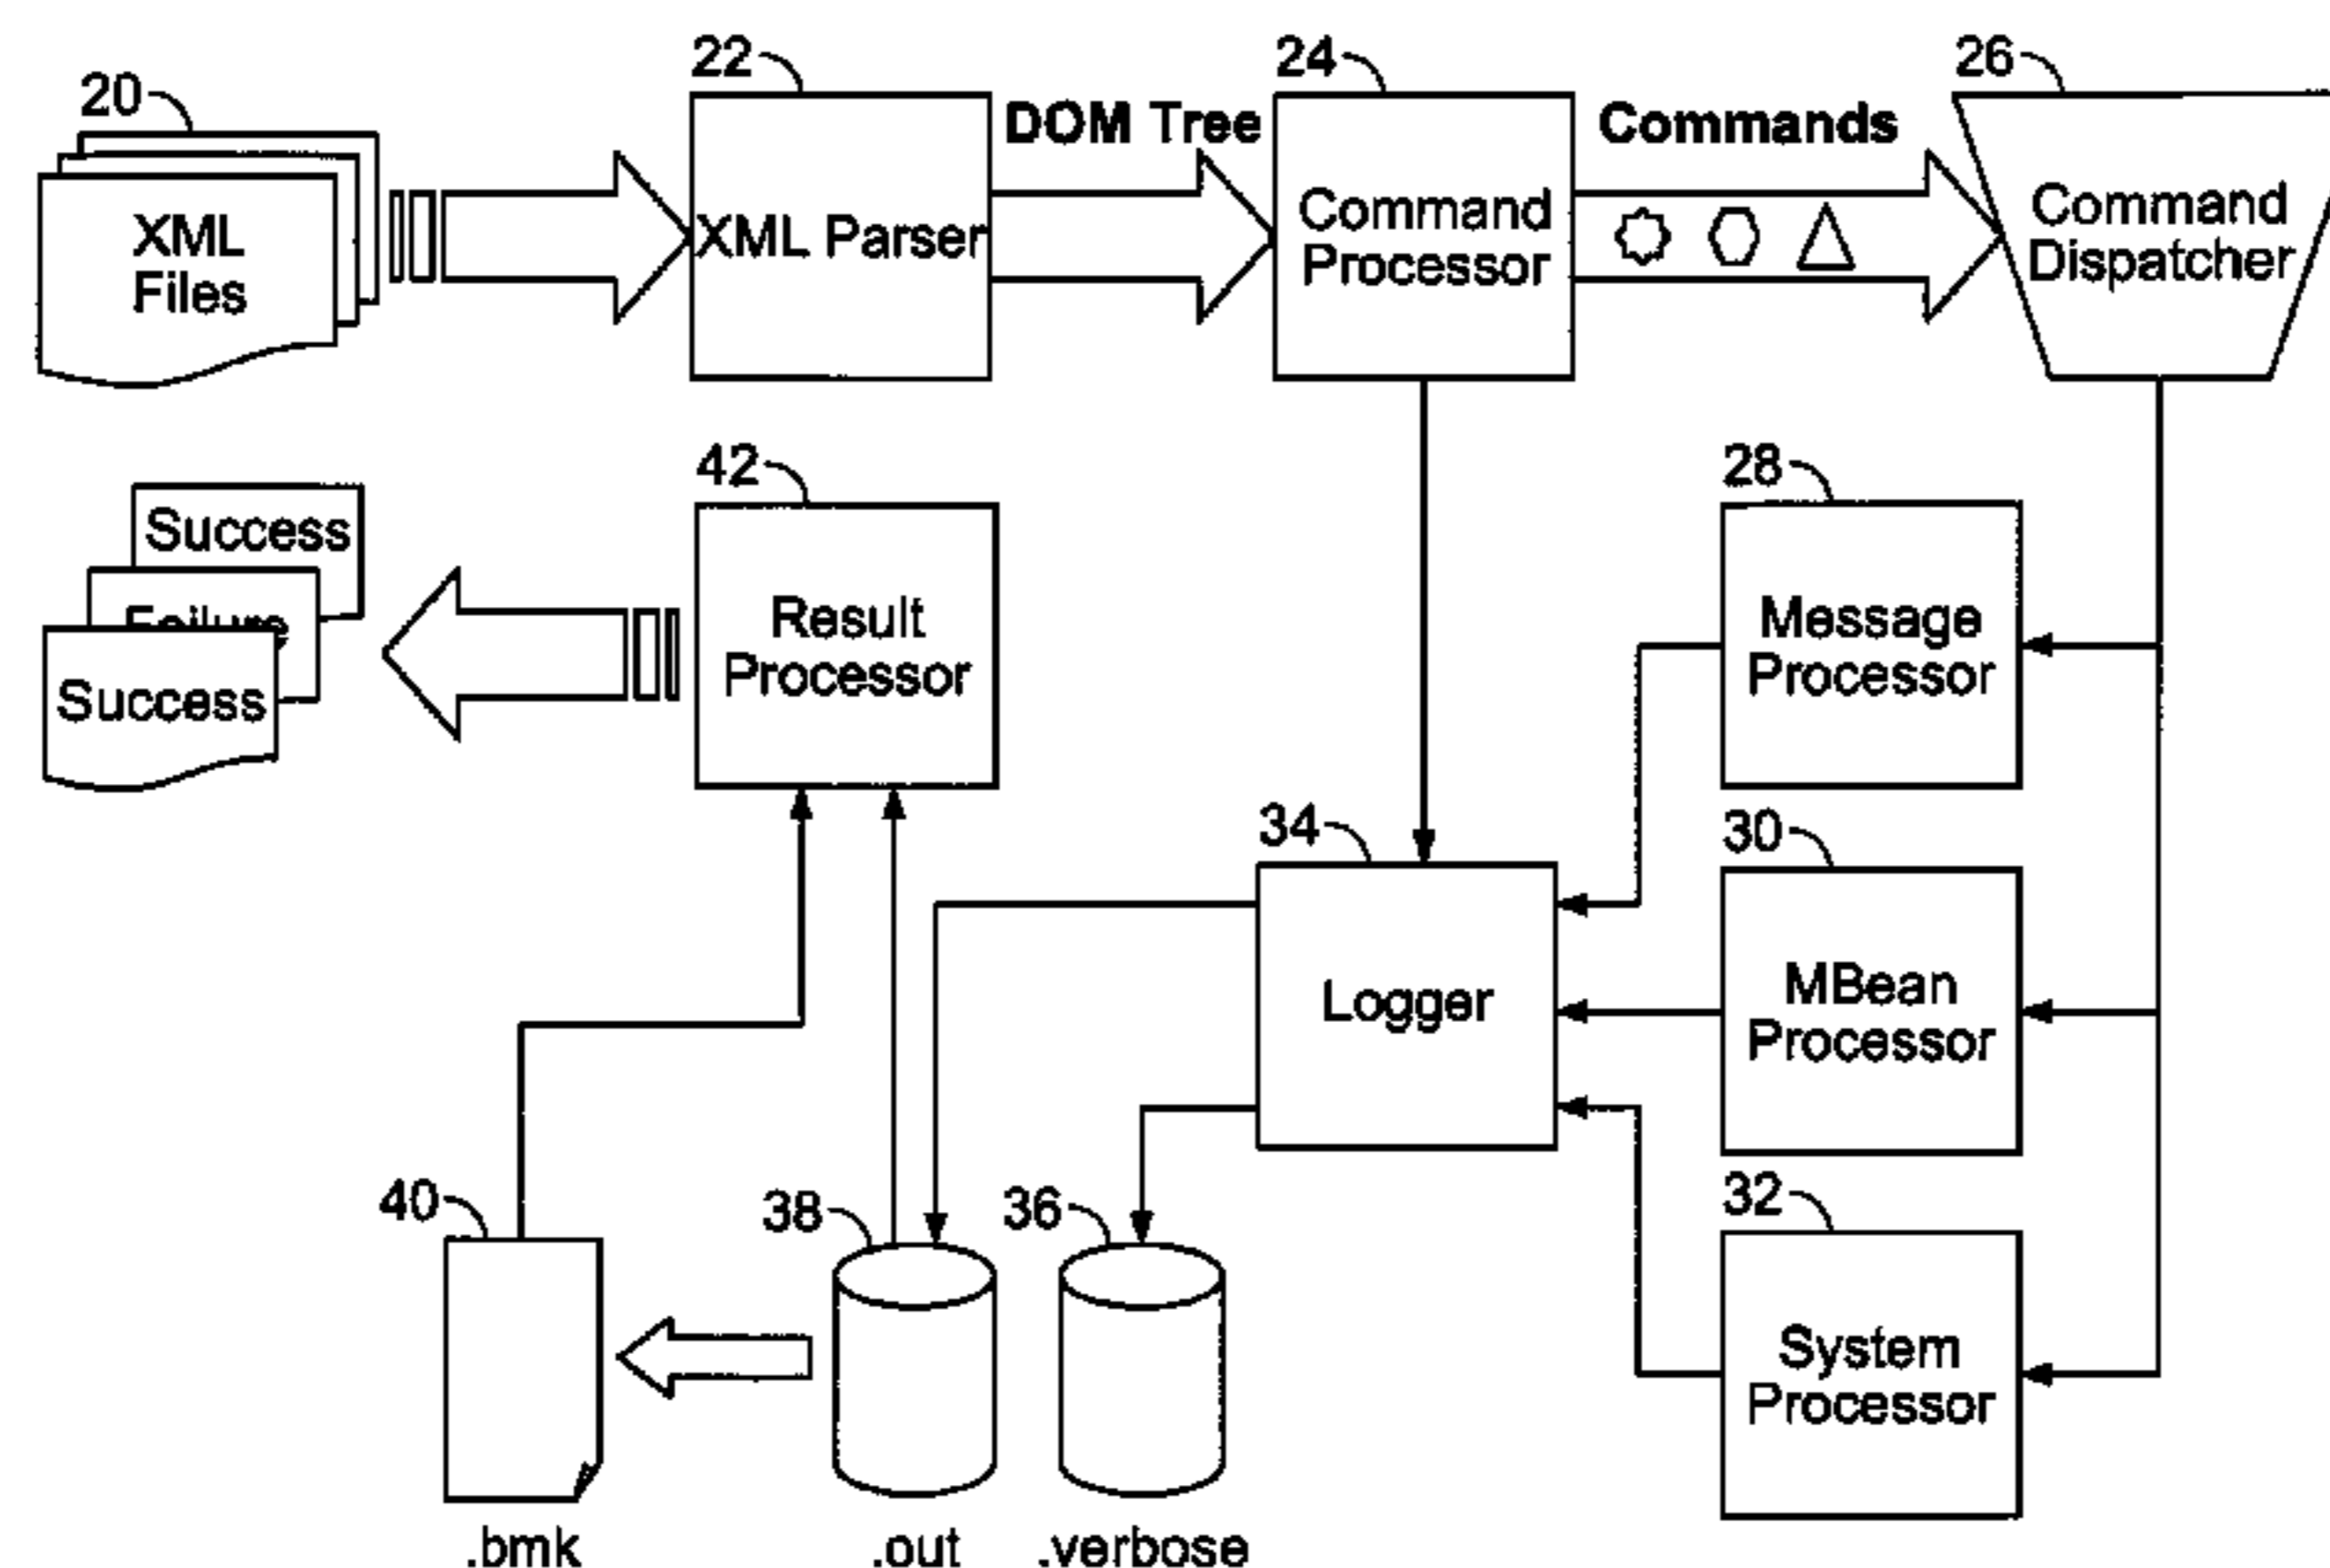 20
22
24
26
DOM Tree
Commands
XML
Files
XML Parser
Command
Processor
Command
Dispatcher
42
28
Success
Failure
Success
Result
Processor
Message
Processor
34
30
Logger
MBean
Processor
40
38
36
32
System
Processor
.bmk
.out
.verbose